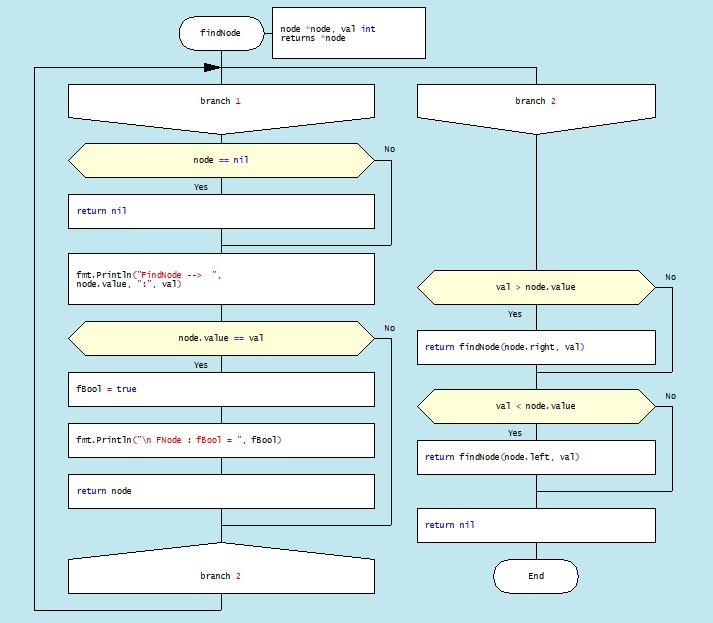 findNode
node *node, val int
returns *node
branch 1
node == nil
No
Yes
return nil
fmt.Println("FindNode -->  ",
node.value, ":", val)
node.value == val
No
Yes
fBool = true
fmt.Println("\n FNode : fBool = ", fBool)
return node
branch 2
branch 2
val > node.value
No
Yes
return findNode(node.right, val)
val < node.value
No
Yes
return findNode(node.left, val)
return nil
End